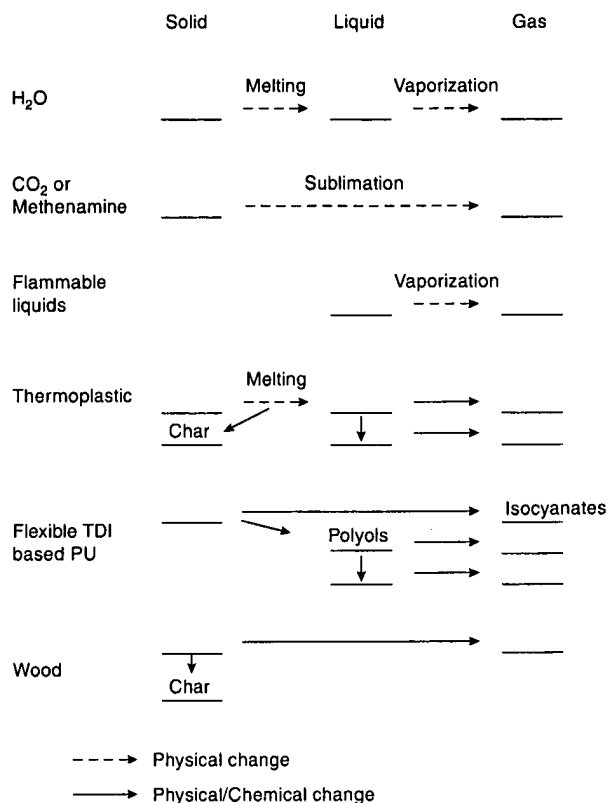 Solid Liquid Gas
Melting Vaporization
H₂O
CO₂ or
Methenamine
Sublimation
Flammable
liquids
Vaporization
Melting
Thermoplastic
Char
Isocyanates
Flexible TDI
based PU
Polyols
Wood
Char
Physical change
Physical/Chemical change